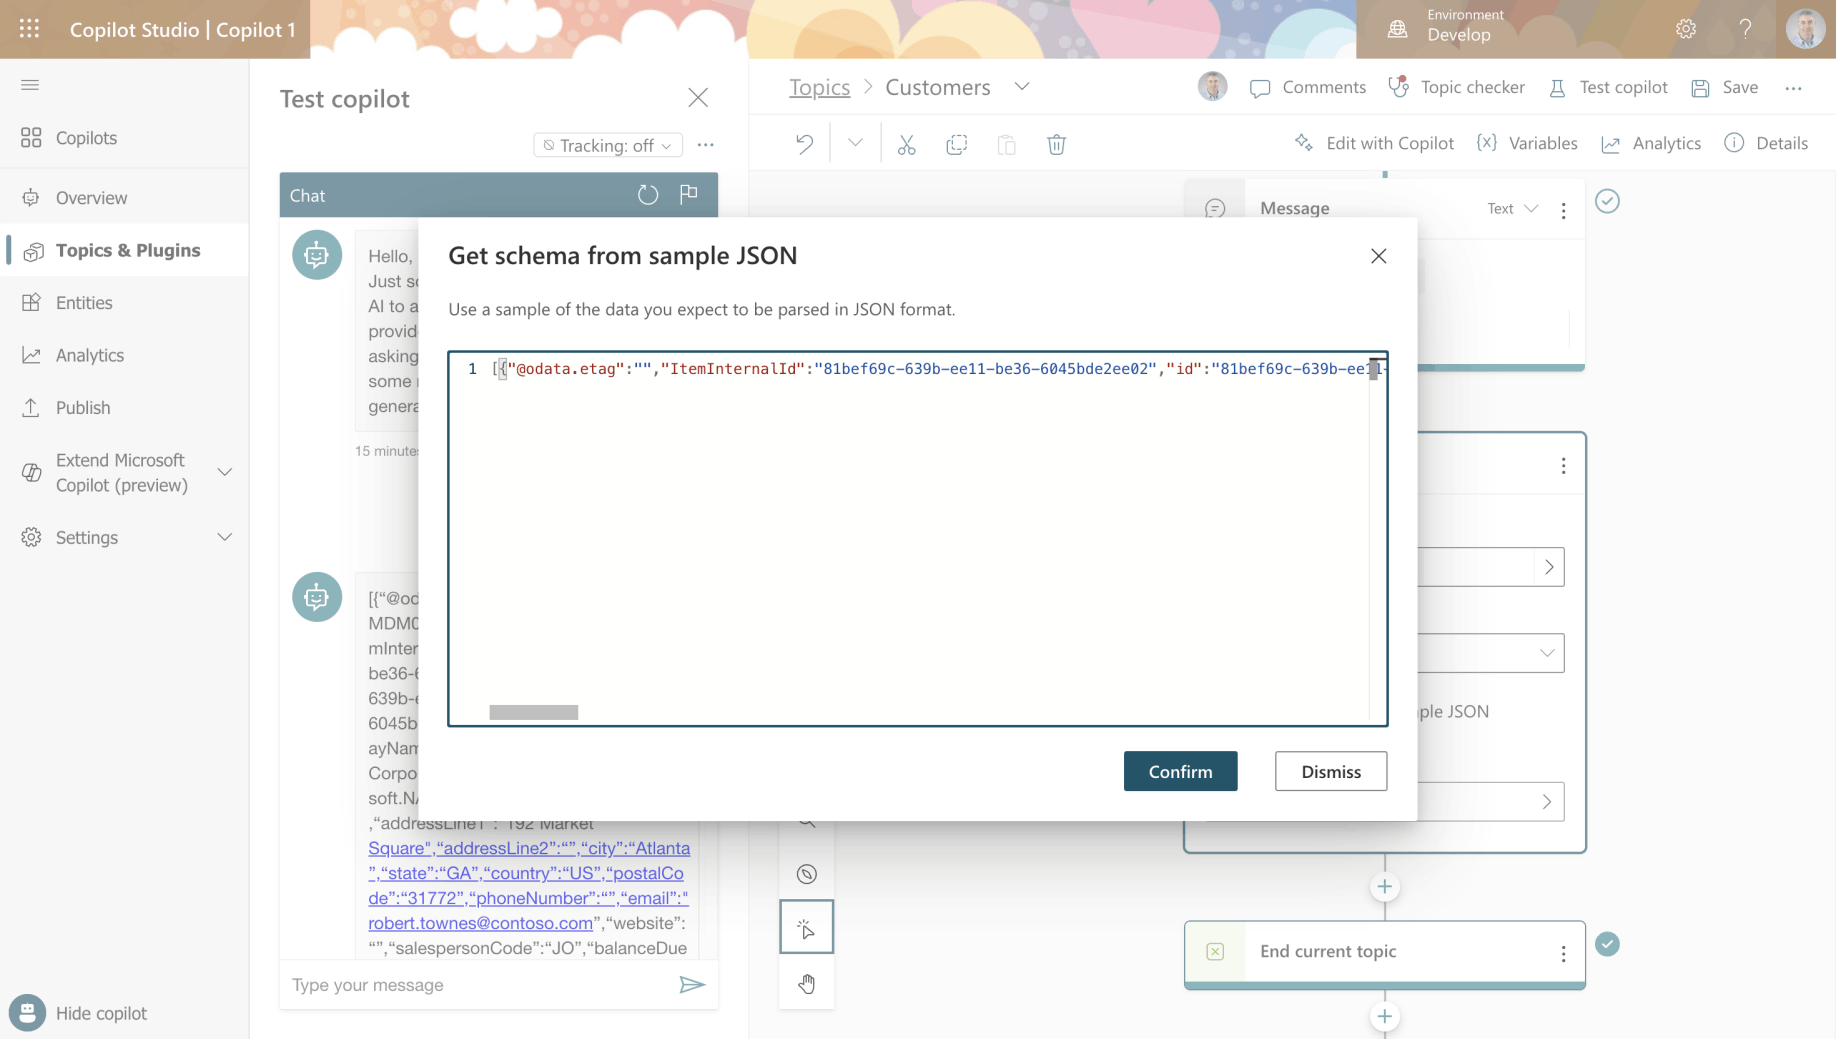 Copilot Studio | Copilot 1
Environment
Develop
?
Copilots
Overview
Topics & Plugins
Entities
Analytics
Publish
Extend Microsoft
Copilot (preview)
Settings
Hide copilot
Test copilot
Tracking: off
Chat
Hello,
Just
AI to a
provid
asking
some
genera
15 minute
[{“@od
MDM
mInter
be36-
639b-
6045b
ayNam
Corpo
soft.N
,“addressLine1”:“192 Market
Square",“addressLine2”:“”,“city”:“Atlanta
”,“state”:“GA”,“country”:“US”,“postalCo
de”:“31772”,“phoneNumber”:“”,“email”:"
robert.townes@contoso.com”,“website”:
“”,“salespersonCode”:“JO”,“balanceDue
Type your message
Topics > Customers
Comments
Topic checker
Test copilot
Save
Edit with Copilot
{x} Variables
Analytics
Details
Message
Text
Get schema from sample JSON
Use a sample of the data you expect to be parsed in JSON format.
1 [{"@odata.etag":"","ItemInternalId":"81bef69c-639b-ee11-be36-6045bde2ee02","id":"81bef69c-639b-ee11-
Confirm
Dismiss
ple JSON
End current topic